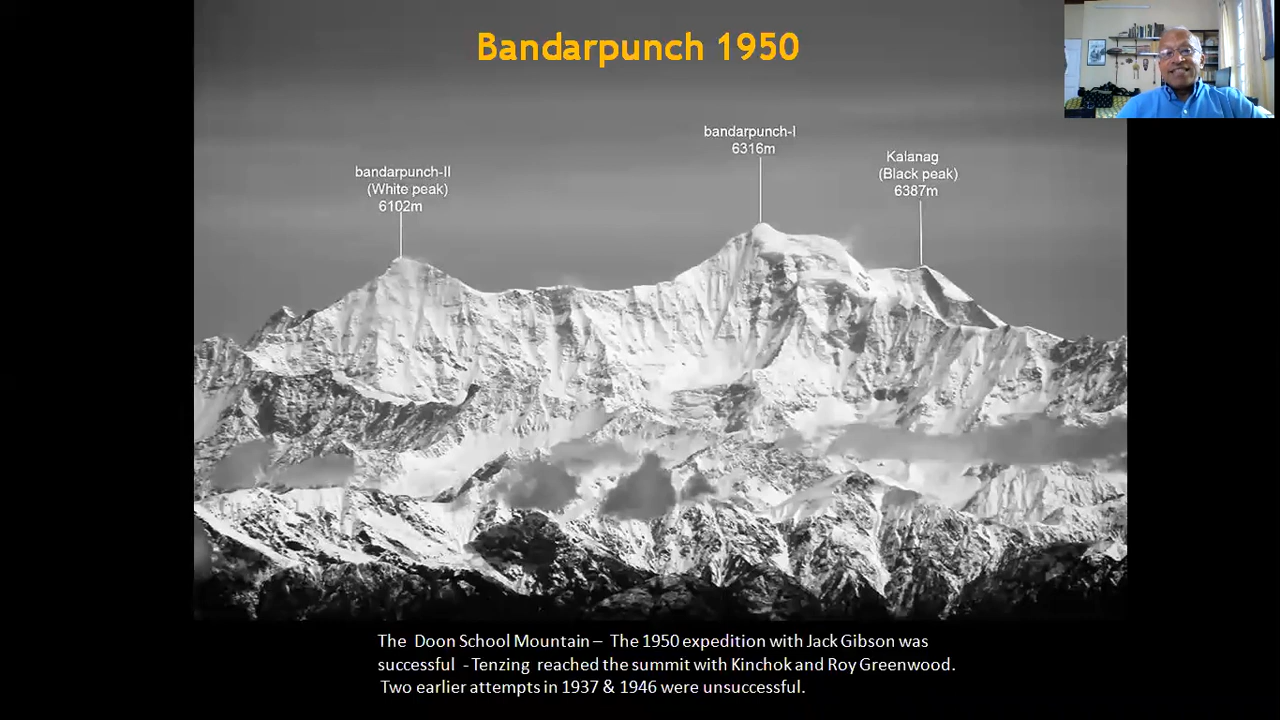 Bandarpunch 1950
bandarpunch-I
6316m
Kalanag
(Black peak)
6387m
bandarpunch-II
(White peak)
6102m
The Doon School Mountain – The 1950 expedition with Jack Gibson was
successful - Tenzing reached the summit with Kinchok and Roy Greenwood.
Two earlier attempts in 1937 & 1946 were unsuccessful.